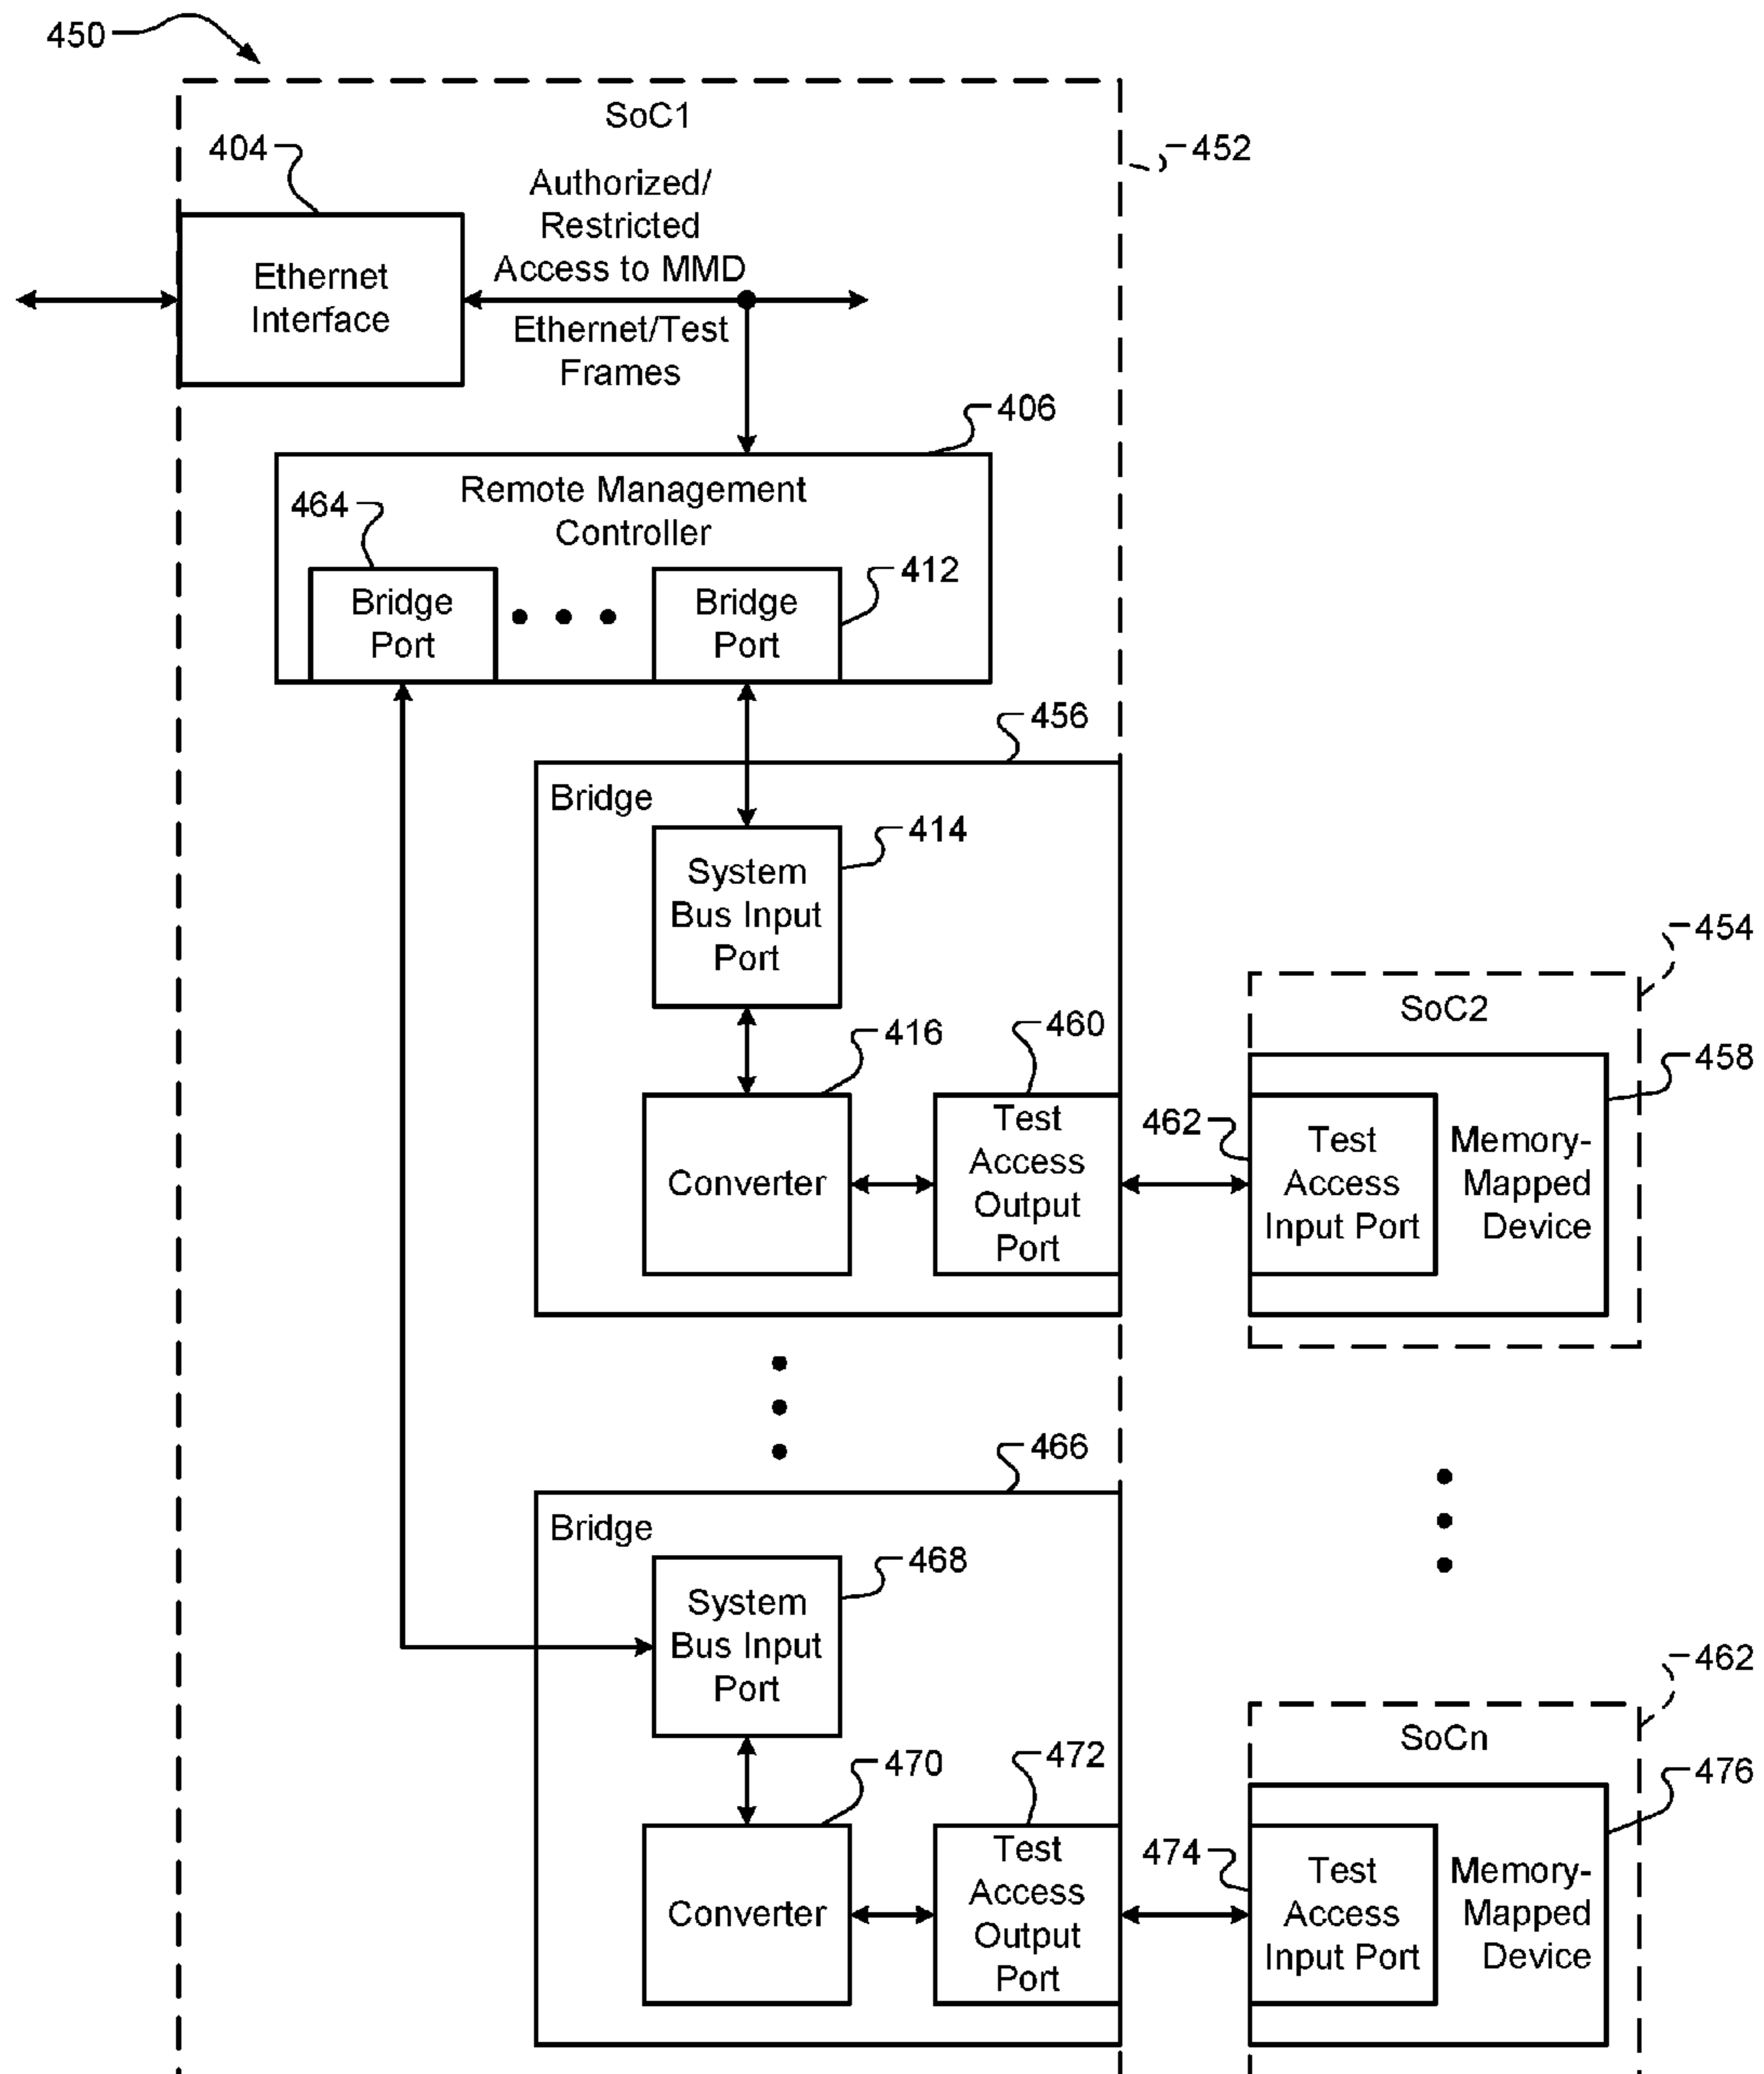 450
SoC1
452
404
Authorized/
Restricted
Access to MMD
Ethernet
Interface
Ethernet/Test
Frames
406
Remote Management
Controller
464
412
Bridge
Port
Bridge
Port
456
Bridge
414
System
Bus Input
Port
454
SoC2
416
460
458
Converter
Test
Access
Output
Port
462
Test
Access
Input Port
Memory-
Mapped
Device
466
Bridge
468
System
Bus Input
Port
462
SoCn
470
472
476
Converter
Test
Access
Output
Port
474
Test
Access
Input Port
Memory-
Mapped
Device